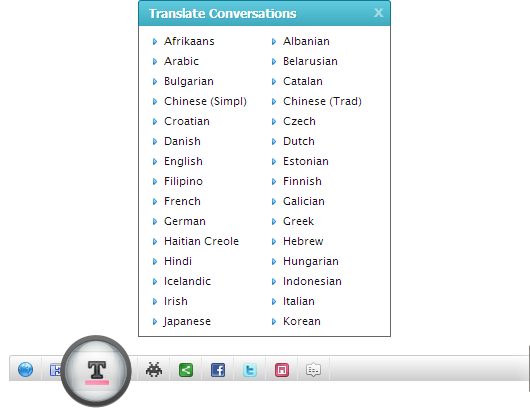 Translate Conversations x
Afrikaans Albanian
Arabic Belarusian
Bulgarian Catalan
Chinese (Simpl) Chinese (Trad)
Croatian Czech
Danish Dutch
English Estonian
Filipino Finnish
French Galician
German Greek
Haitian Creole Hebrew
Hindi Hungarian
Icelandic Indonesian
Irish Italian
Japanese Korean
T